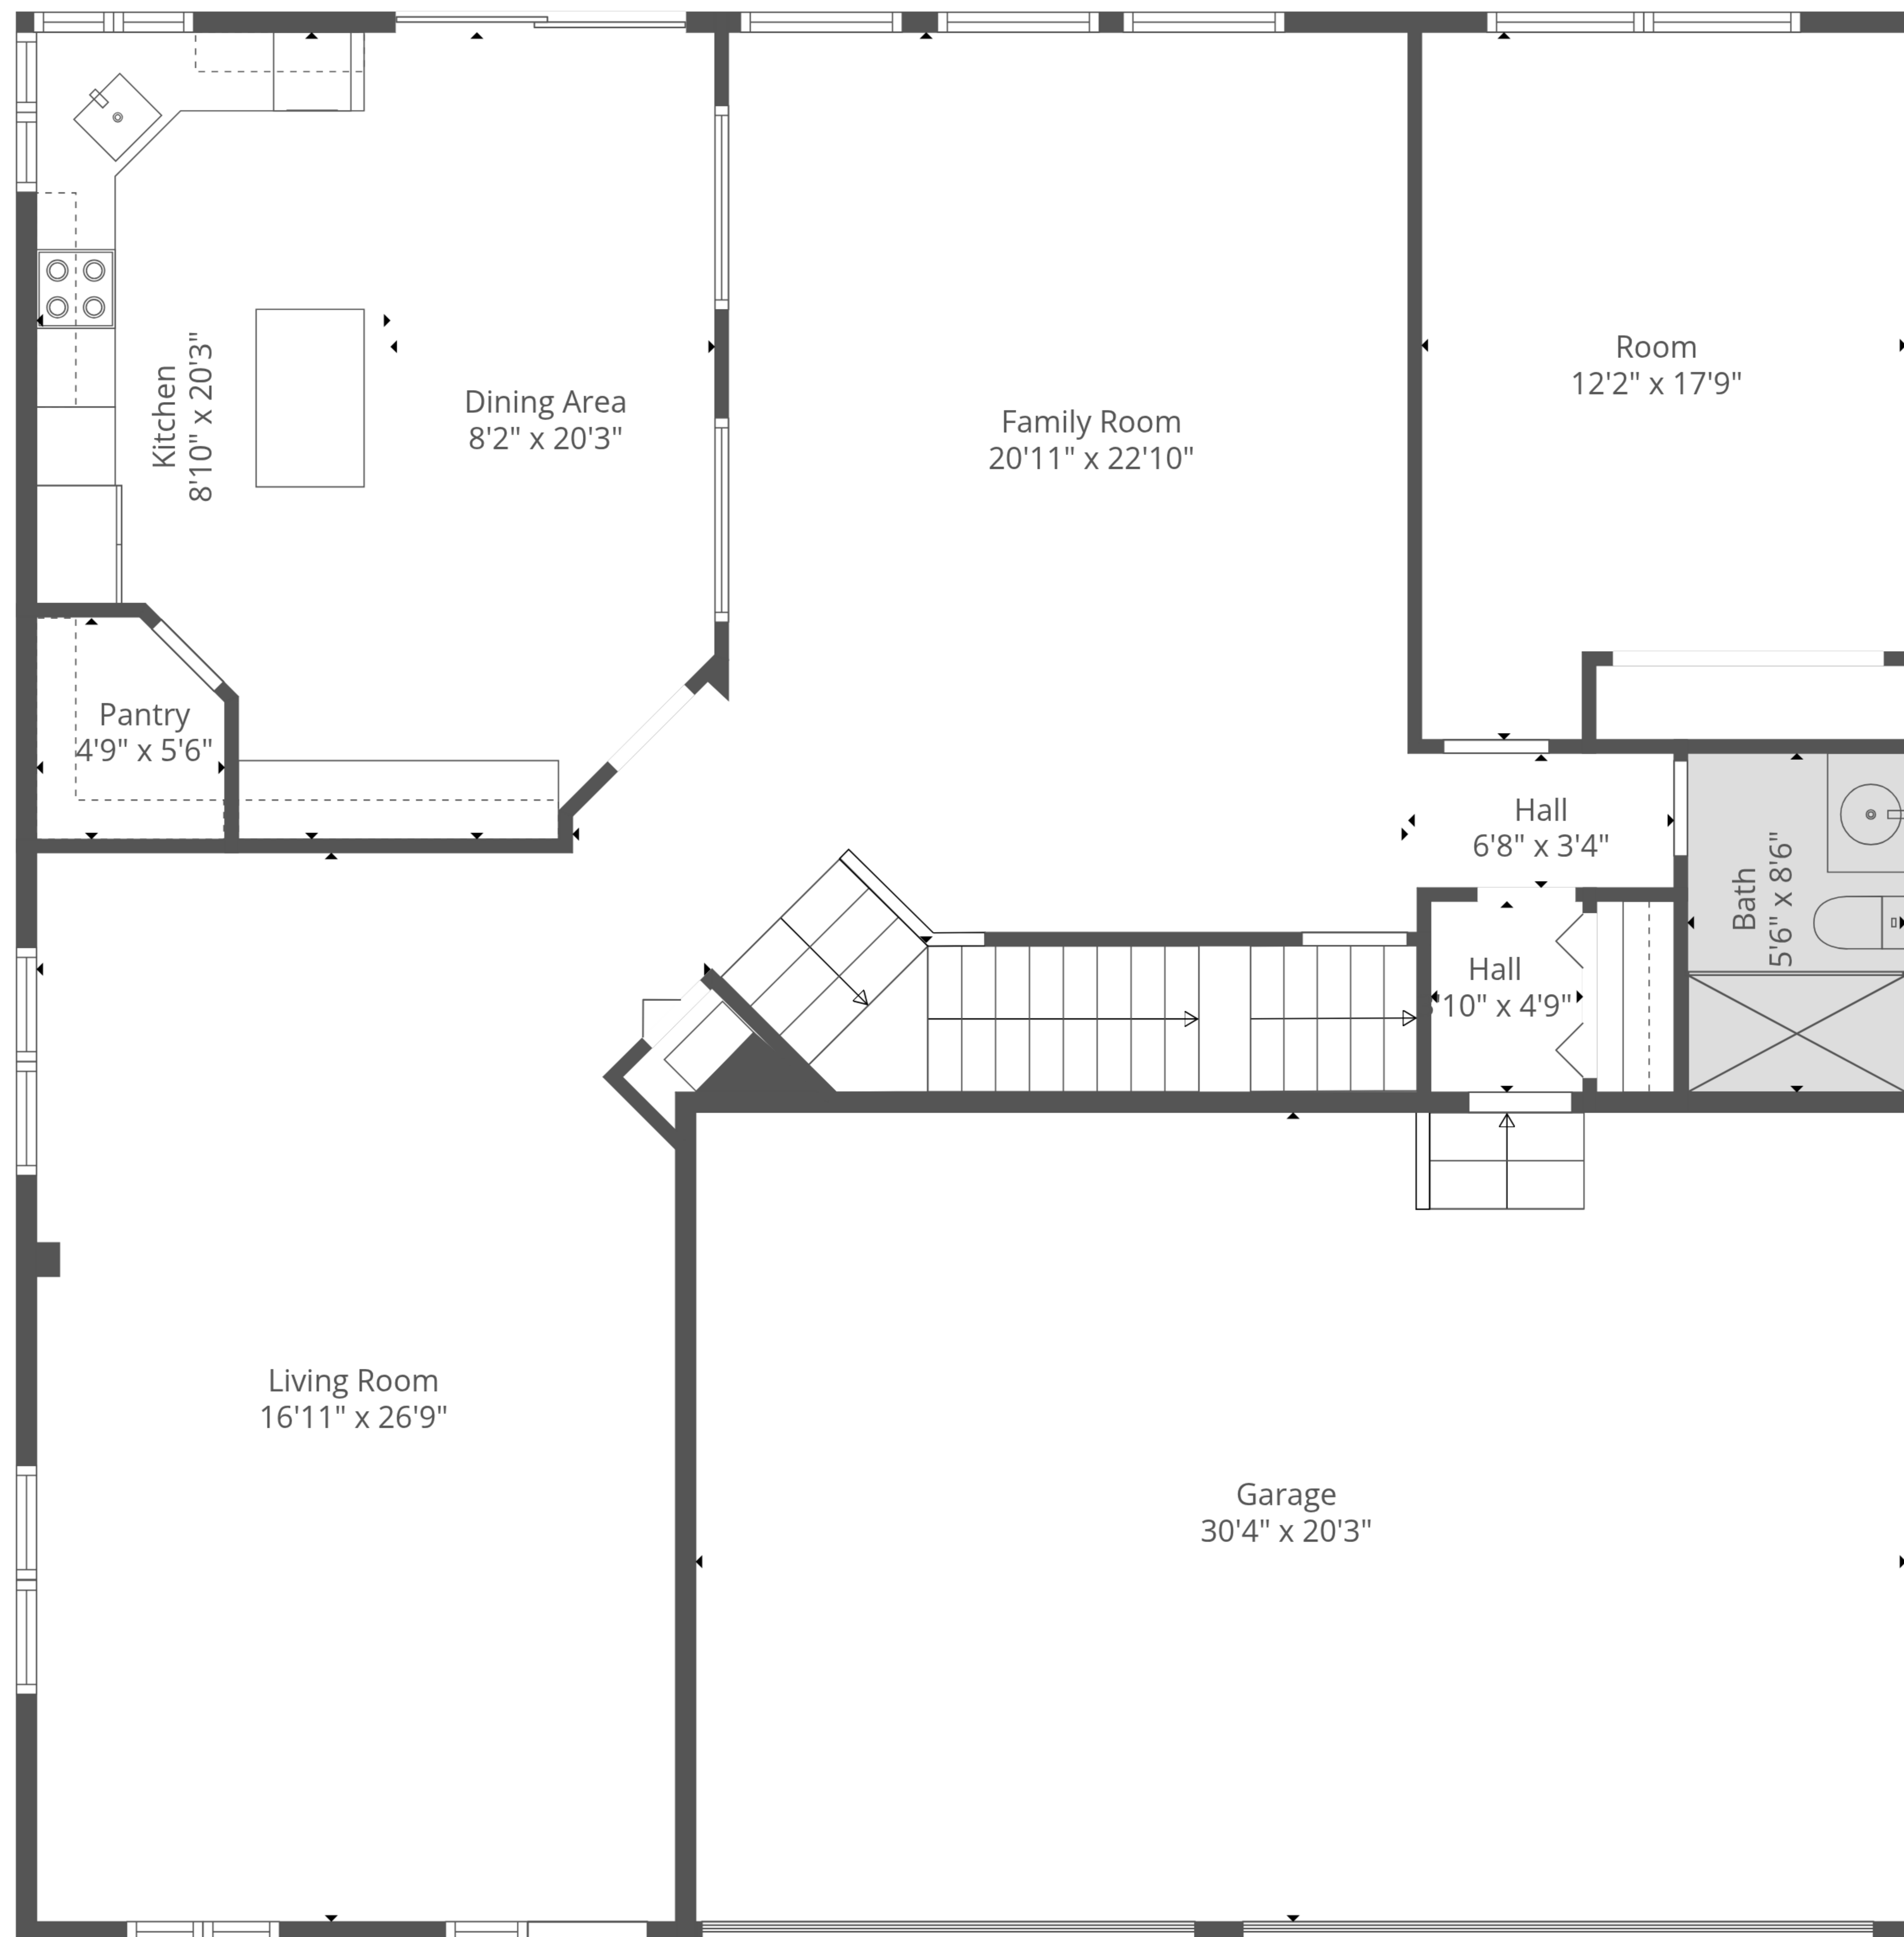 Kitchen
8'10" x 20'3"
Dining Area
8'2" x 20'3"
Family Room
20'11" x 22'10"
Room
12'2" x 17'9"
Pantry
4'9" x 5'6"
Hall
6'8" x 3'4"
Bath
5'6" x 8'6"
Hall
'10" x 4'9"
Living Room
16'11" x 26'9"
Garage
30'4" x 20'3"